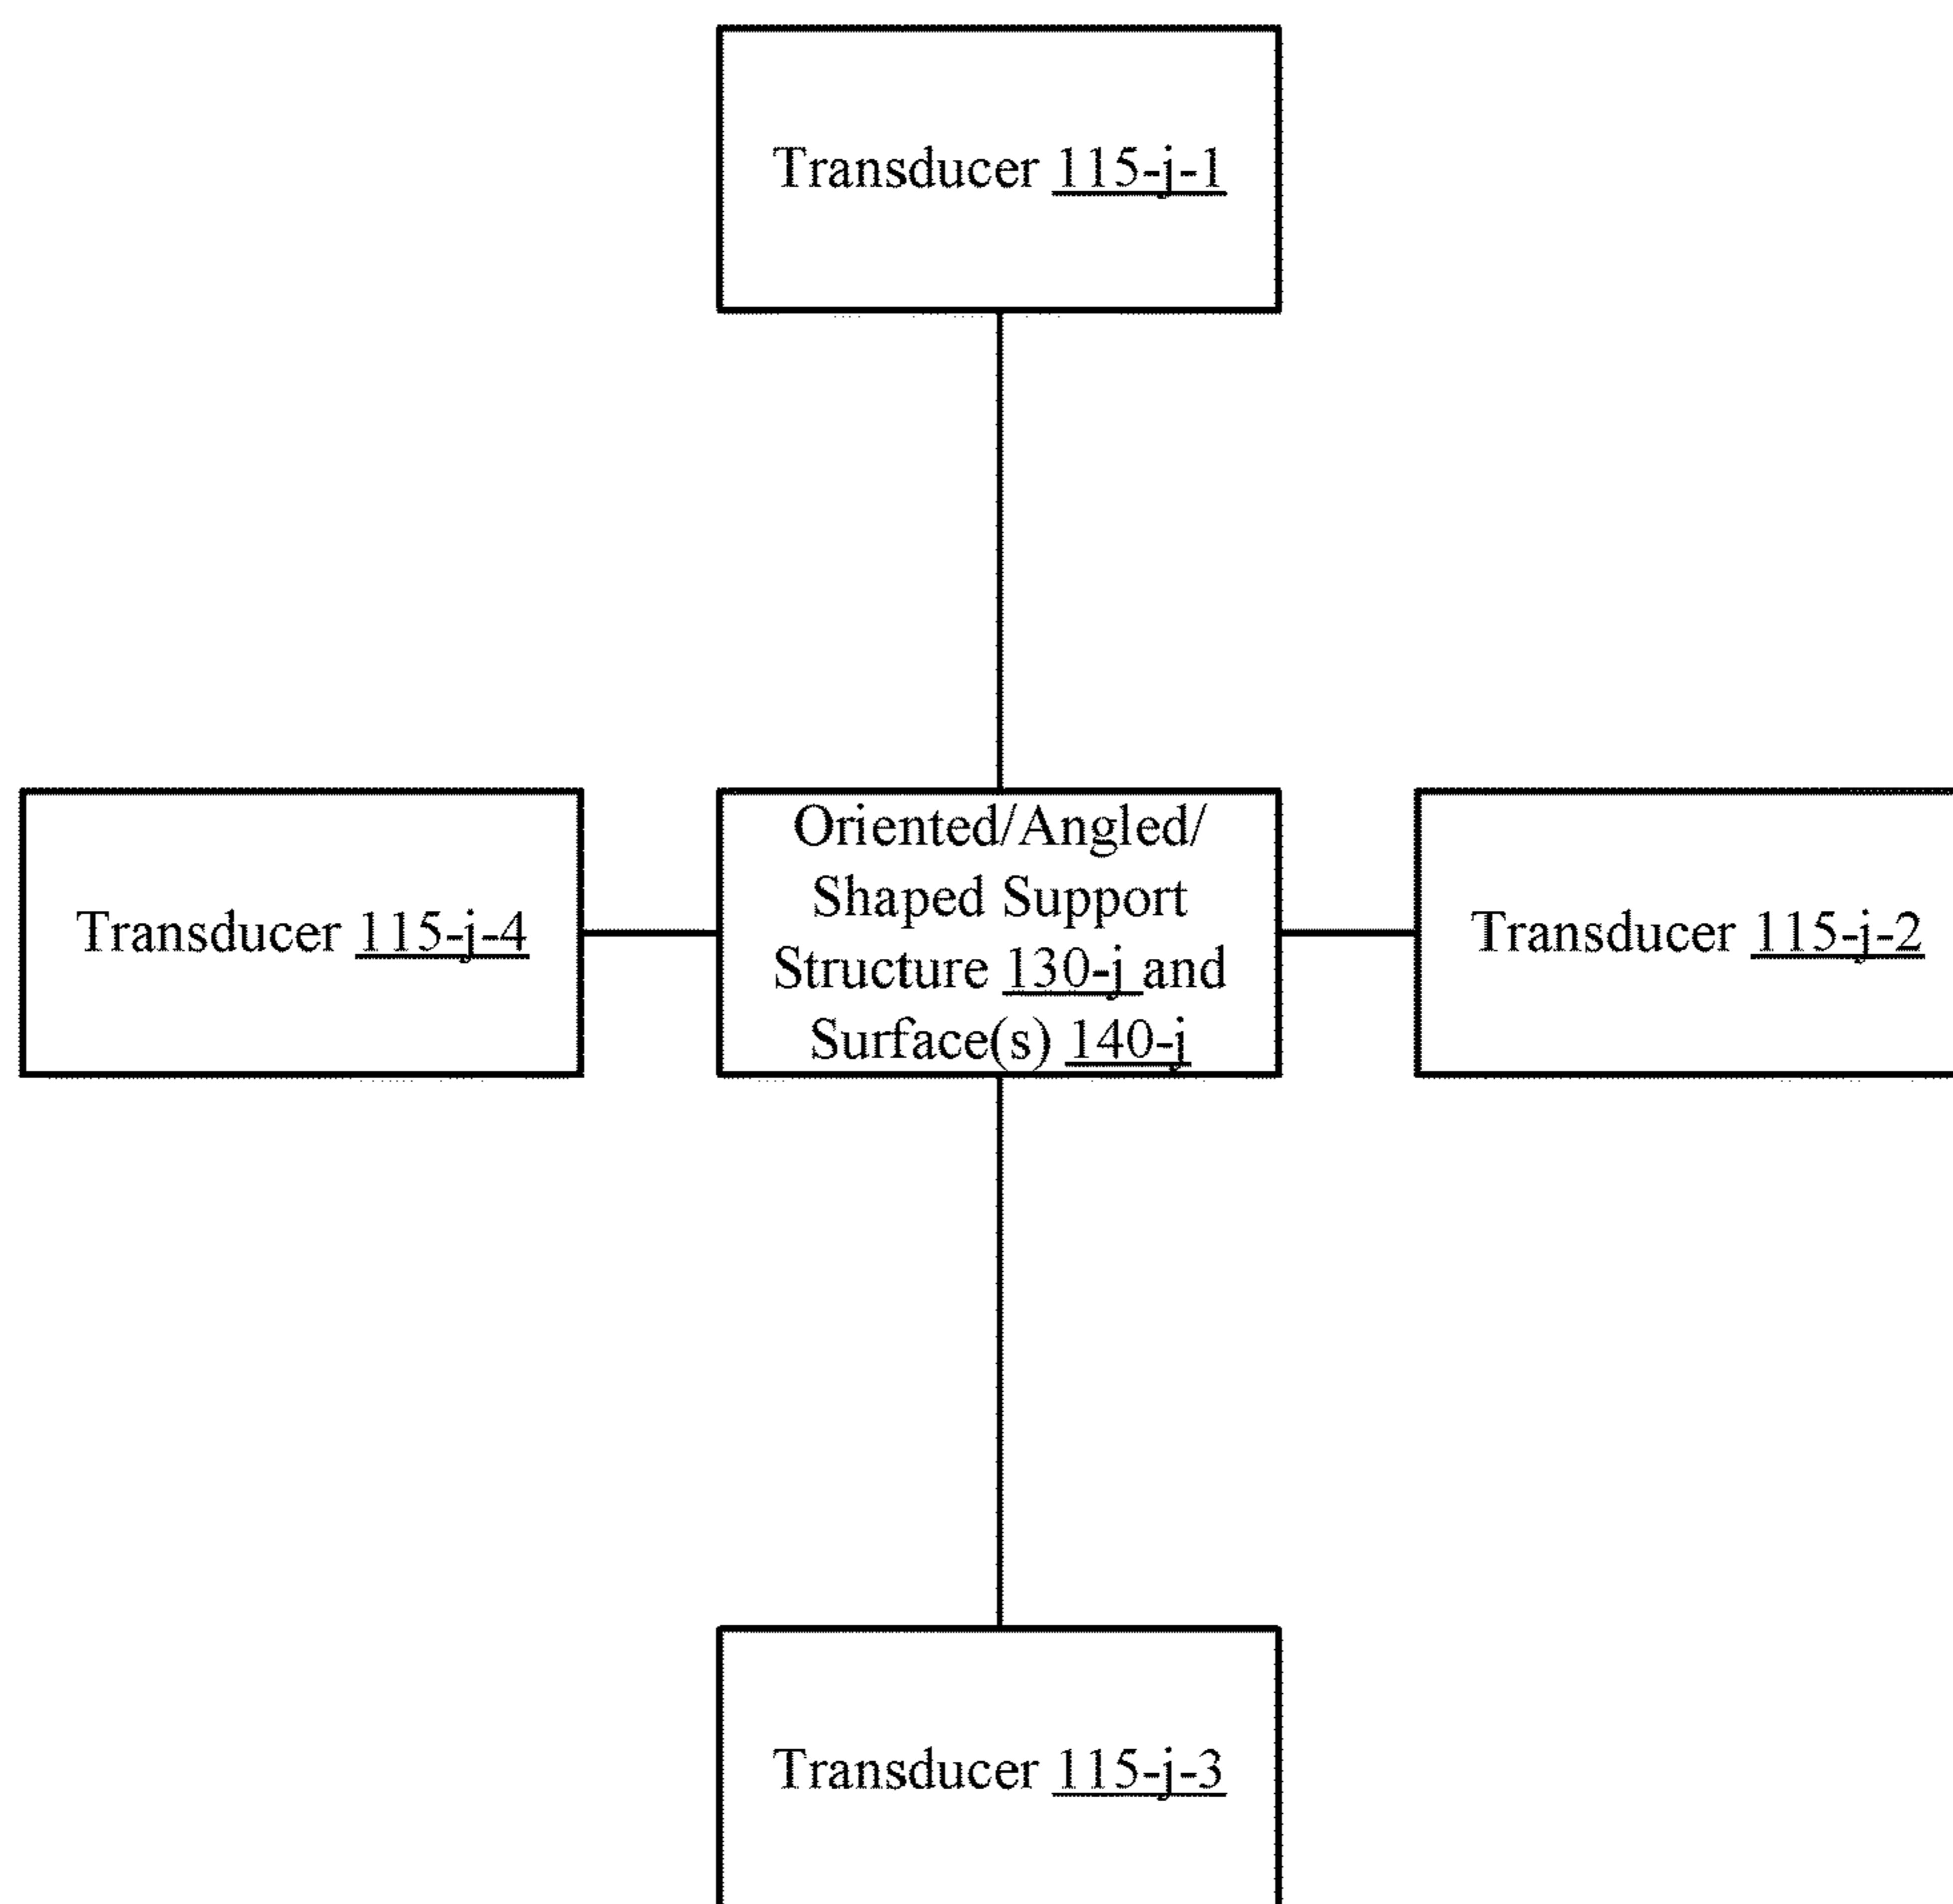 Transducer 115-j-1
Transducer 115-j-4
Oriented/Angled/
Shaped Support
Structure 130-j and
Surface(s) 140-j
Transducer 115-j-2
Transducer 115-j-3